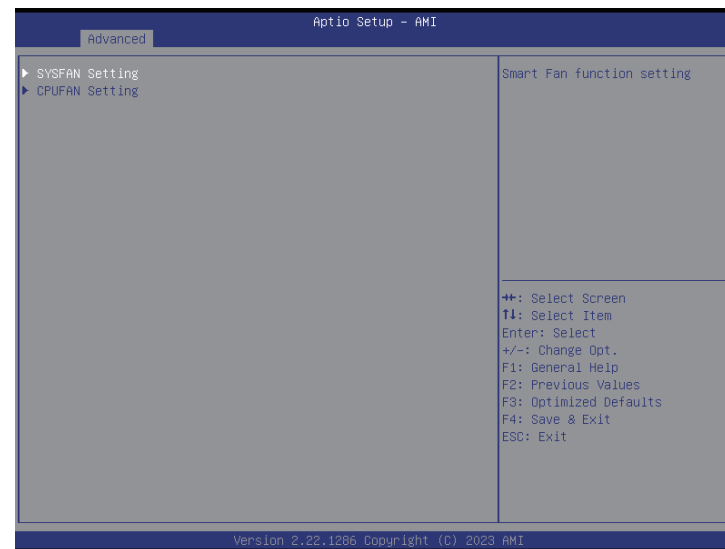 Aptio Setup – AMI
Advanced
▶ SYSFAN Setting
▶ CPUFAN Setting
Smart Fan function setting
→←: Select Screen
↑↓: Select Item
Enter: Select
+/-: Change Opt.
F1: General Help
F2: Previous Values
F3: Optimized Defaults
F4: Save & Exit
ESC: Exit
Version 2.22.1286 Copyright (C) 2023 AMI